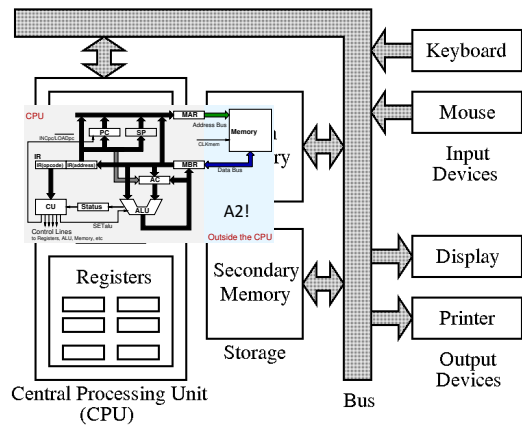 Keyboard
Mouse
Input
Devices
Display
Printer
Output
Devices
Bus
CPU
MAR
Address Bus
Memory
INCpc/LOADpc
PC
SP
CLKmem
IR
IR(opcode)
IR(address)
MBR
Data Bus
AC
CU
Status
ALU
A2!
SETalu
Control Lines
to Registers, ALU, Memory, etc
Outside the CPU
Registers
Secondary
Memory
Storage
Central Processing Unit
(CPU)